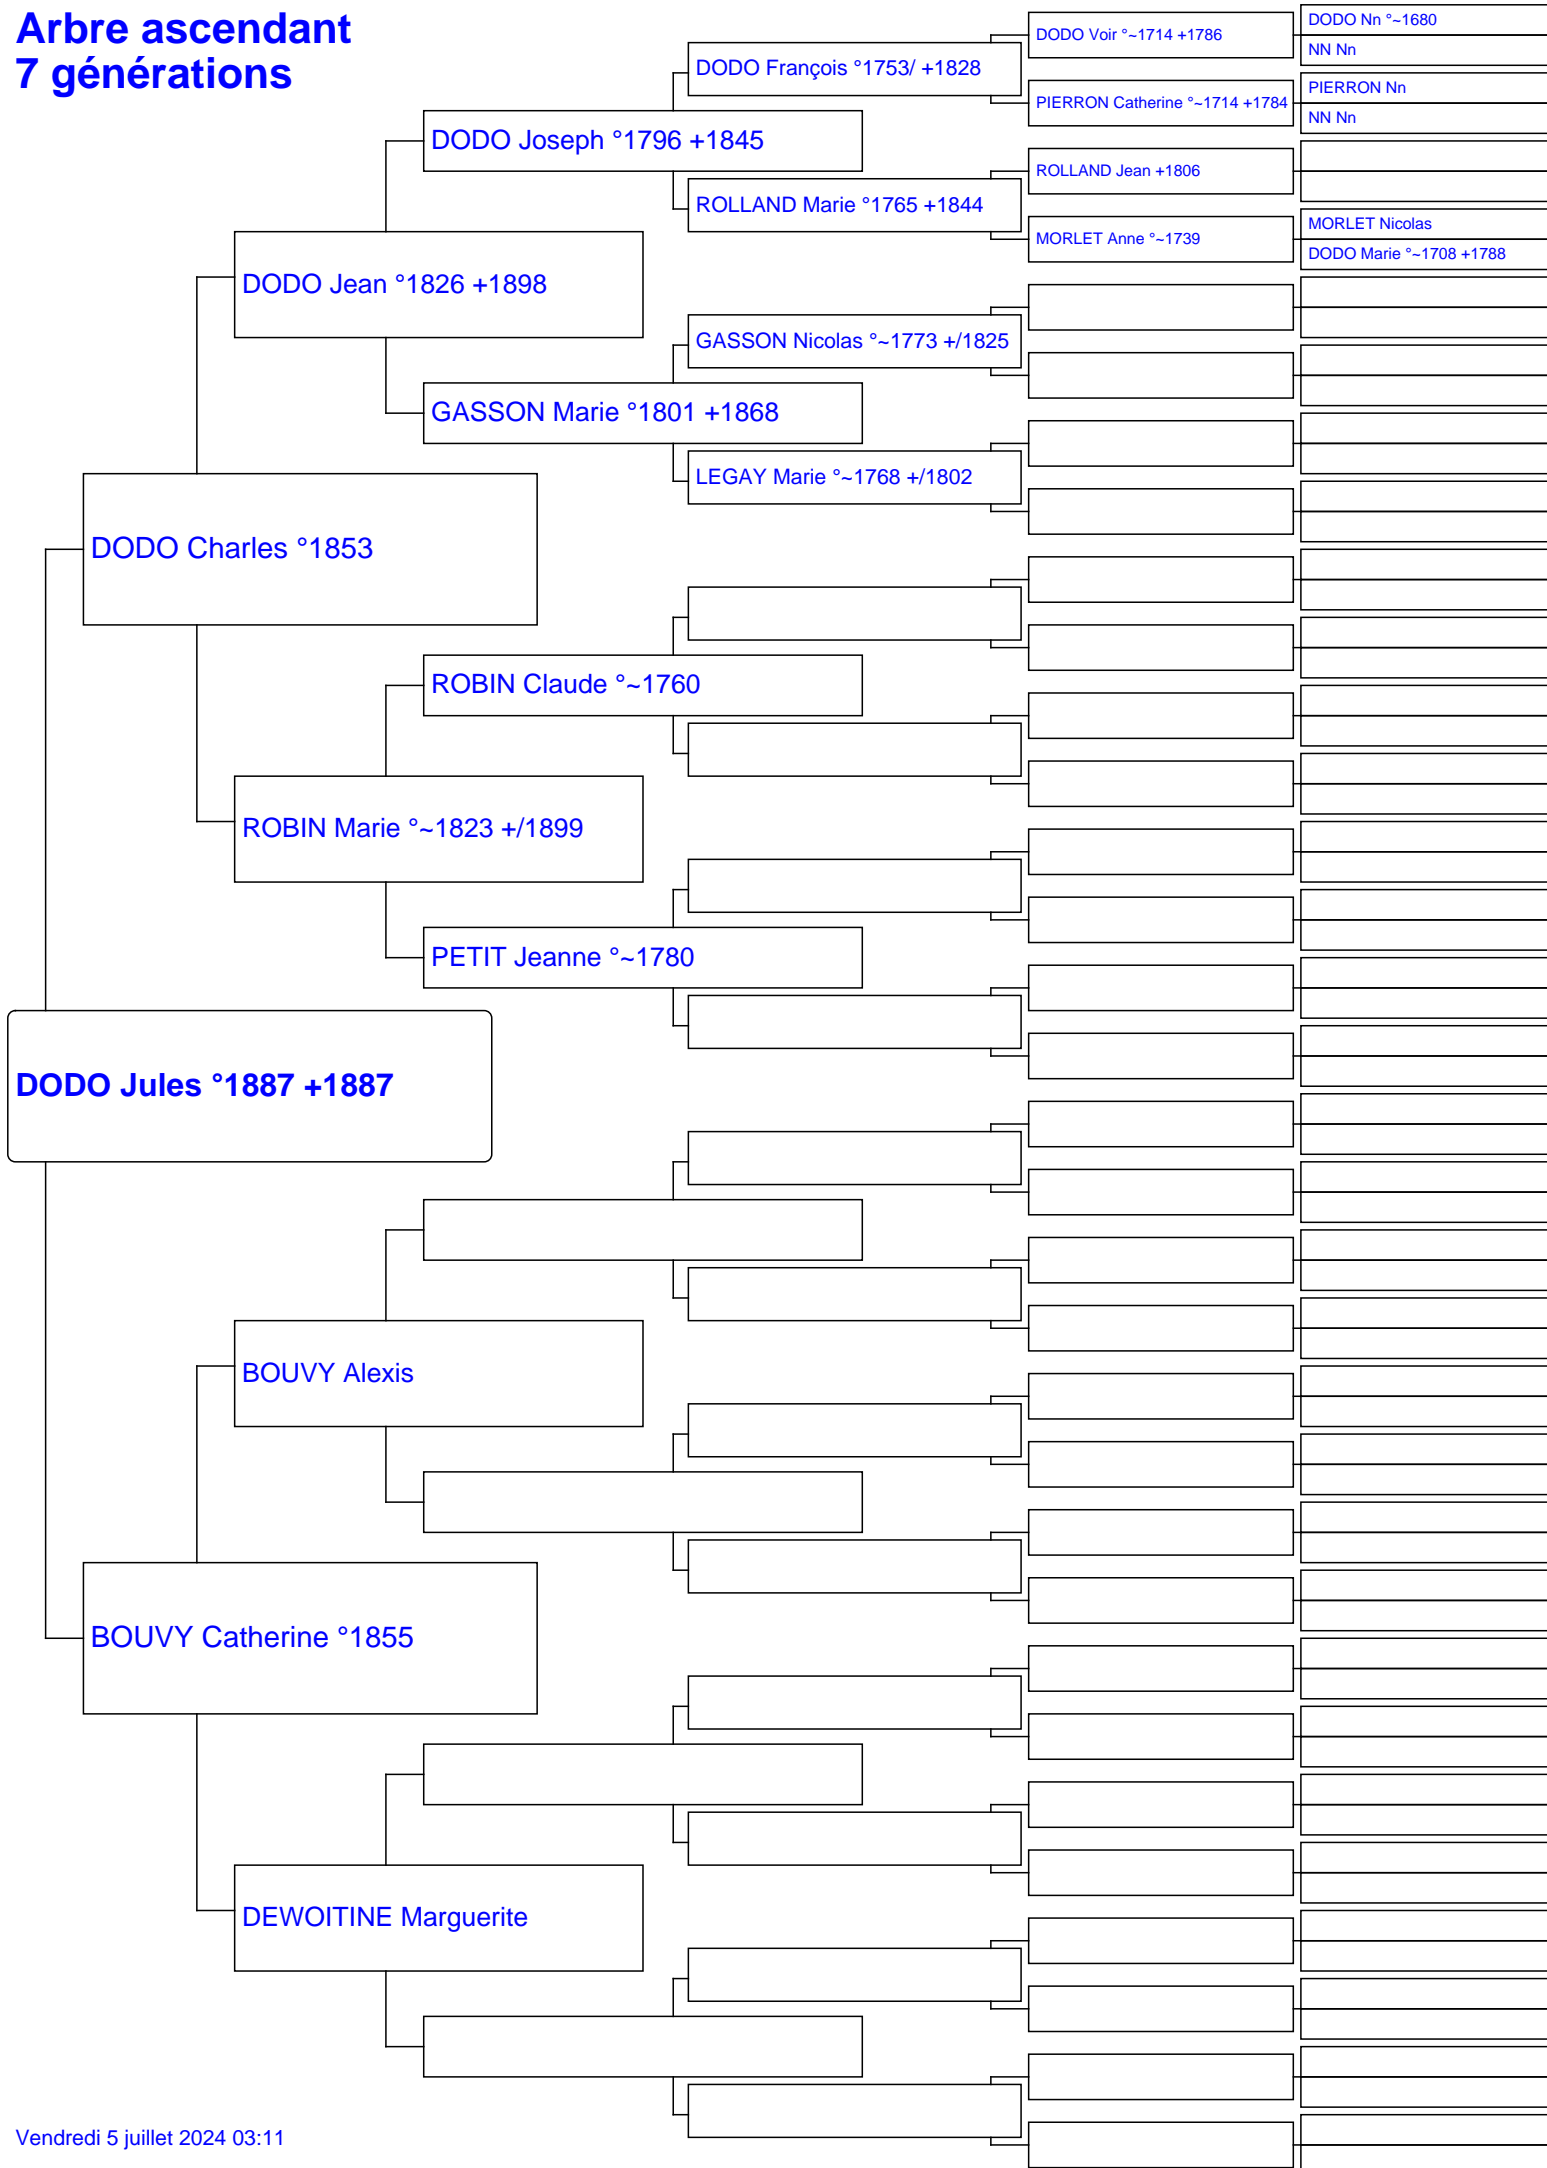 Arbre ascendant
7 générations
DODO Nn °~1680
DODO Voir °~1714 +1786
NN Nn
DODO François °1753/ +1828
PIERRON Nn
PIERRON Catherine °~1714 +1784
NN Nn
DODO Joseph °1796 +1845
ROLLAND Jean +1806
ROLLAND Marie °1765 +1844
MORLET Nicolas
MORLET Anne °~1739
DODO Marie °~1708 +1788
DODO Jean °1826 +1898
GASSON Nicolas °~1773 +/1825
GASSON Marie °1801 +1868
LEGAY Marie °~1768 +/1802
DODO Charles °1853
ROBIN Claude °~1760
ROBIN Marie °~1823 +/1899
PETIT Jeanne °~1780
DODO Jules °1887 +1887
BOUVY Alexis
BOUVY Catherine °1855
DEWOITINE Marguerite
Vendredi 5 juillet 2024 03:11